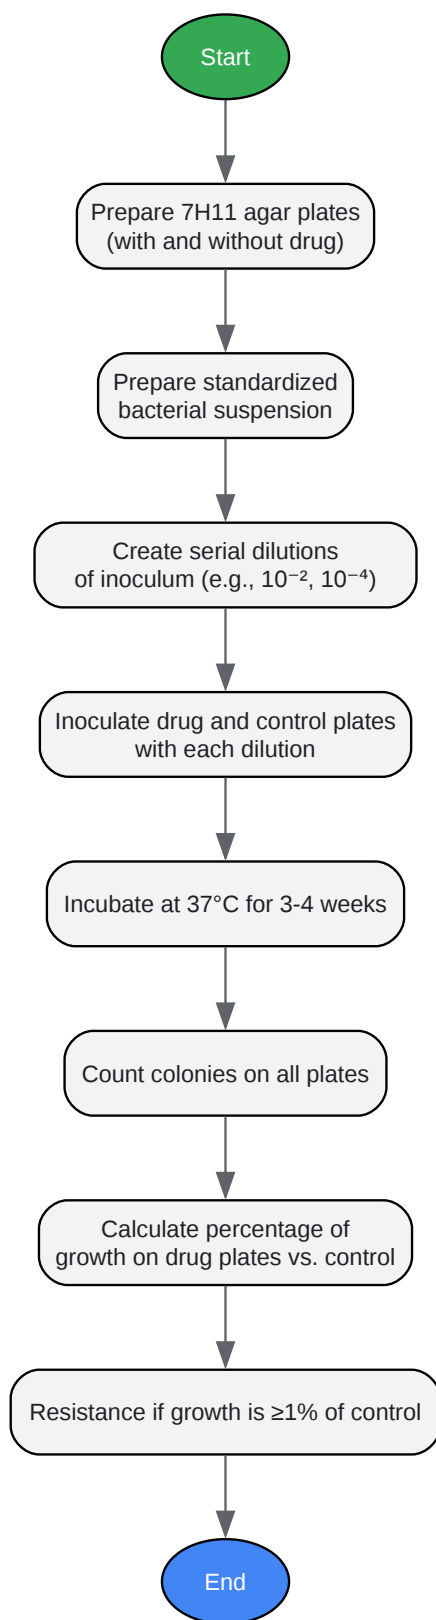 Start
Prepare 7H11 agar plates
(with and without drug)
Prepare standardized
bacterial suspension
Create serial dilutions
of inoculum (e.g., 10⁻², 10⁻⁴)
Inoculate drug and control plates
with each dilution
Incubate at 37°C for 3-4 weeks
Count colonies on all plates
Calculate percentage of
growth on drug plates vs. control
Resistance if growth is ≥1% of control
End